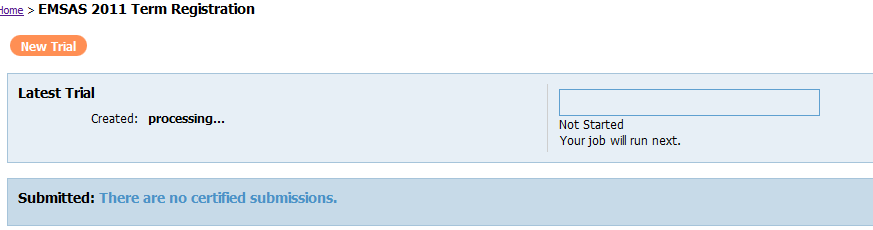 Home > EMSAS 2011 Term Registration
New Trial
Latest Trial
Created: processing...
Not Started
Your job will run next.
Submitted: There are no certified submissions.